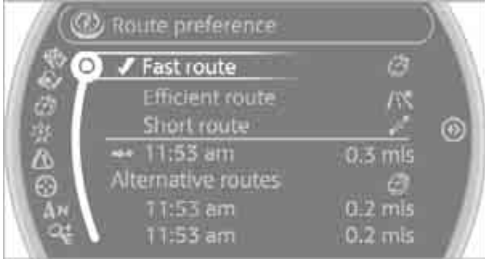 Route preference
Fast route
Efficient route
Short route
11:53 am 0.3 mls
Alternative routes
11:53 am 0.2 mls
11:53 am 0.2 mls
N